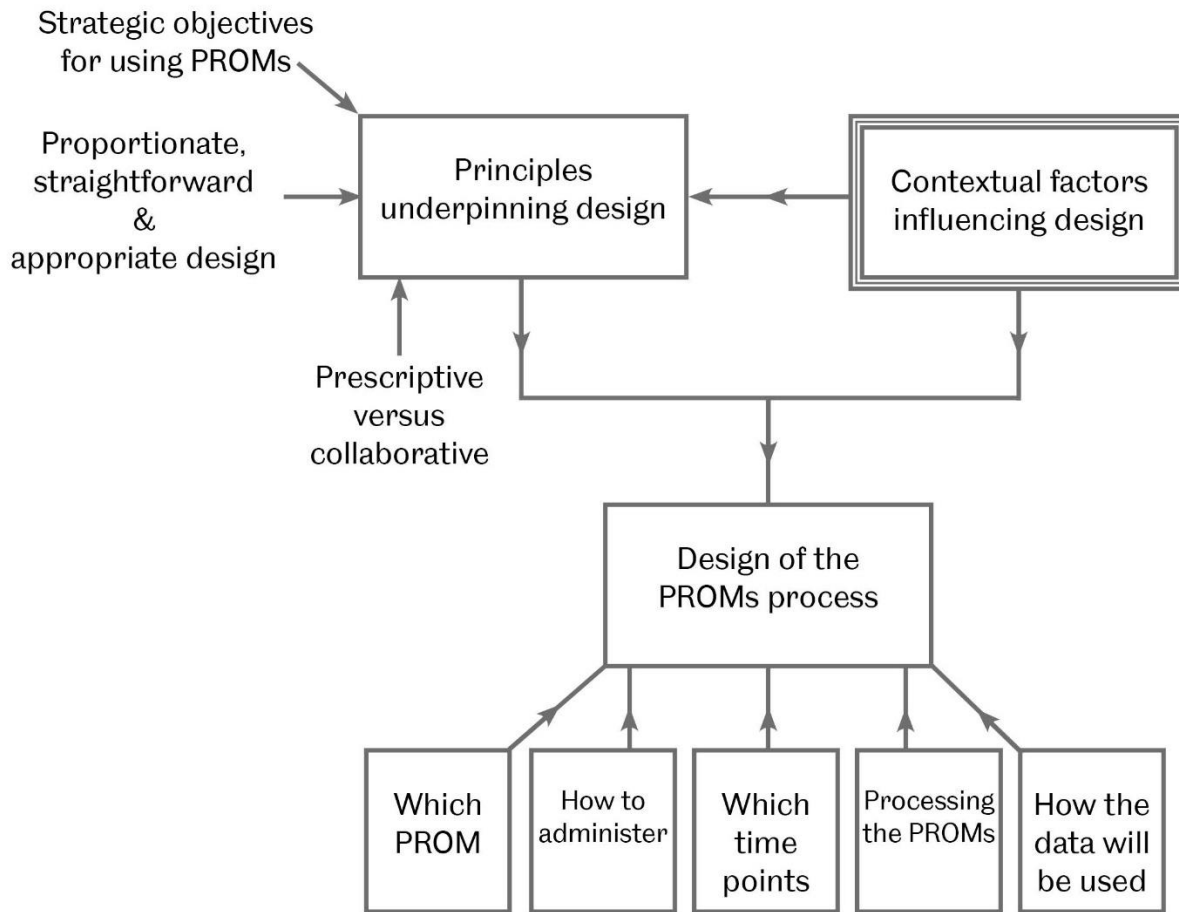 Strategic objectives
for using PROMs
Proportionate,
straightforward
&
appropriate design
Principles
underpinning design
Contextual factors
influencing design
Prescriptive
versus
collaborative
Design of the
PROMs process
Which
PROM
How to
administer
Which
time
points
Processing
the PROMs
How the
data will
be used